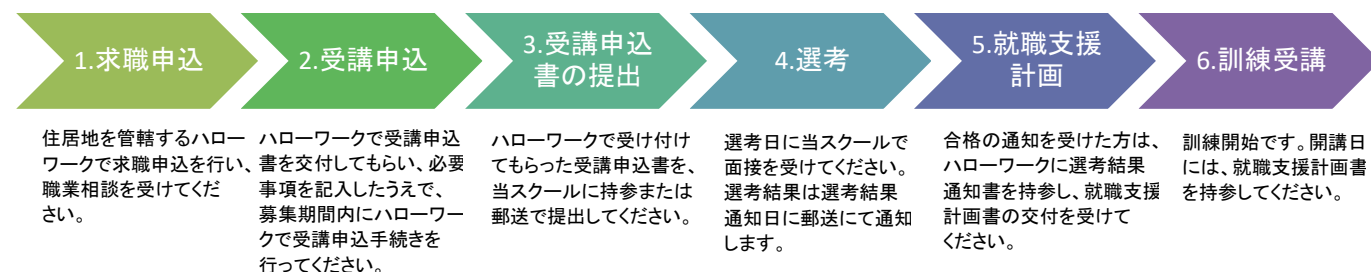 1.求職申込
2.受講申込
3.受講申込
書の提出
4.選考
5.就職支援
計画
6.訓練受講
住居地を管轄するハロー
ワークで求職申込を行い、
職業相談を受けてくだ
さい。
ハローワークで受講申込
書を交付してもらい、必要
事項を記入したうえで、
募集期間内にハローワー
クで受講申込手続きを
行ってください。
ハローワークで受け付け
てもらった受講申込書を、
当スクールに持参または
郵送で提出してください。
選考日に当スクールで
面接を受けてください。
選考結果は選考結果
通知日に郵送にて通知
します。
合格の通知を受けた方は、
ハローワークに選考結果
通知書を持参し、就職支援
計画書の交付を受けて
ください。
訓練開始です。開講日
には、就職支援計画書
を持参してください。